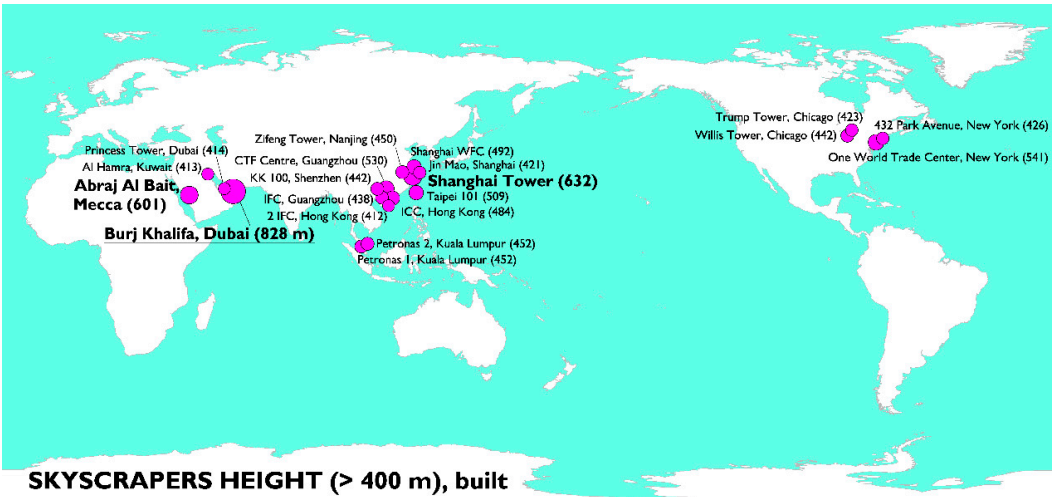 Trump Tower, Chicago (423)
432 Park Avenue, New York (426)
Willis Tower, Chicago (442)
One World Trade Center, New York (541)
Zifeng Tower, Nanjing (450)
Princess Tower, Dubai (414)
Shanghai WFC (492)
Al Hamra, Kuwait (413)
CTF Centre, Guangzhou (530)
Jin Mao, Shanghai (421)
KK 100, Shenzhen (442)
Shanghai Tower (632)
Abraj Al Bait,
Mecca (601)
IFC, Guangzhou (438)
Taipei 101 (509)
2 IFC, Hong Kong (412)
ICC, Hong Kong (484)
Burj Khalifa, Dubai (828 m)
Petronas 2, Kuala Lumpur (452)
Petronas 1, Kuala Lumpur (452)
SKYSCRAPERS HEIGHT (> 400 m), built